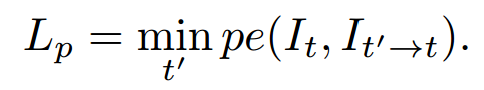 L_p = \min_{t'} pe(I_t, I_{t' \to t}).